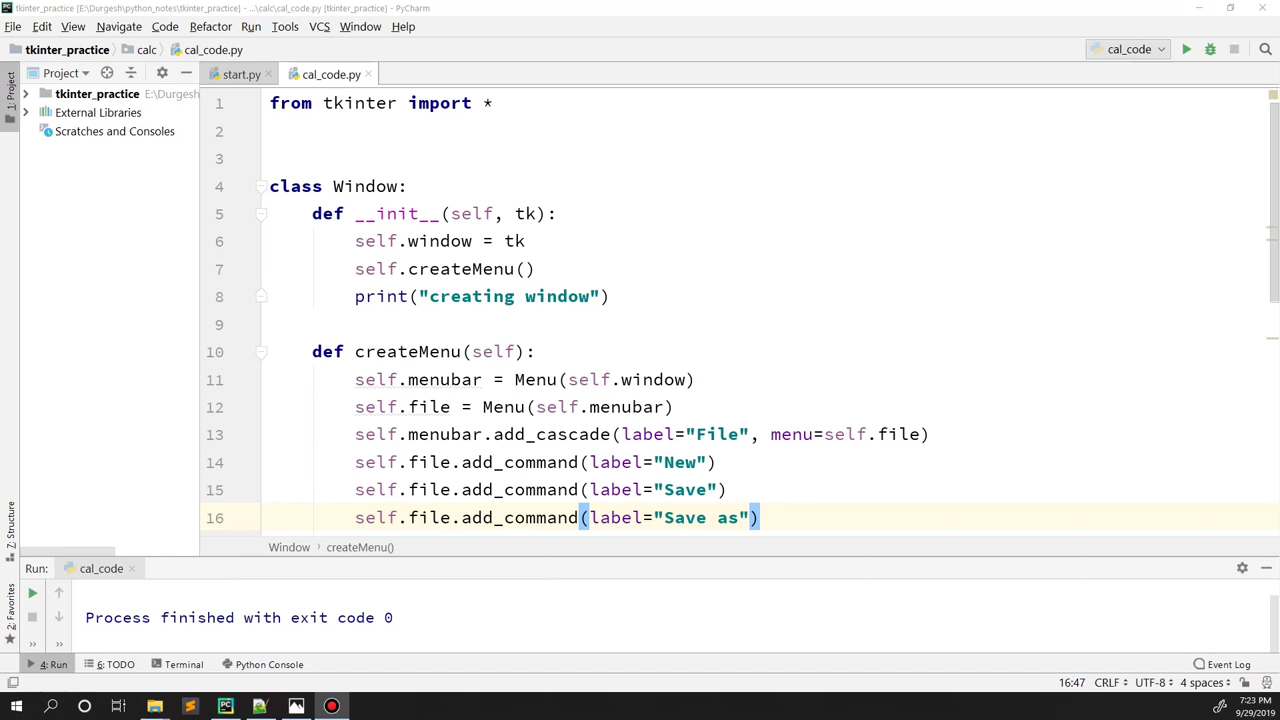 tkinter_practice [E:\Durgesh\python_notes\tkinter_practice] - ...\calc\cal_code.py [tkinter_practice] - PyCharm
File Edit View Navigate Code Refactor Run Tools VCS Window Help
tkinter_practice calc cal_code.py cal_code
Project start.py cal_code.py
1: Project
tkinter_practice E:\Durgesh
External Libraries
Scratches and Consoles
1 from tkinter import *
2
3
4 class Window:
5 def __init__(self, tk):
6 self.window = tk
7 self.createMenu()
8 print("creating window")
9
10 def createMenu(self):
11 self.menubar = Menu(self.window)
12 self.file = Menu(self.menubar)
13 self.menubar.add_cascade(label="File", menu=self.file)
14 self.file.add_command(label="New")
15 self.file.add_command(label="Save")
16 self.file.add_command(label="Save as")
Window › createMenu()
7: Structure
2: Favorites
Run: cal_code
Process finished with exit code 0
4: Run 6: TODO Terminal Python Console Event Log
16:47 CRLF UTF-8 4 spaces
7:23 PM
9/29/2019